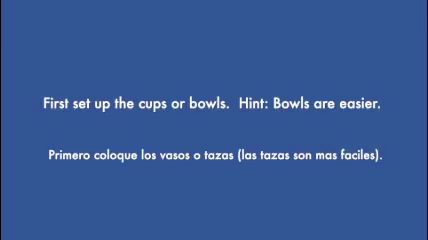 First set up the cups or bowls.  Hint: Bowls are easier.
Primero coloque los vasos o tazas (las tazas son mas faciles).